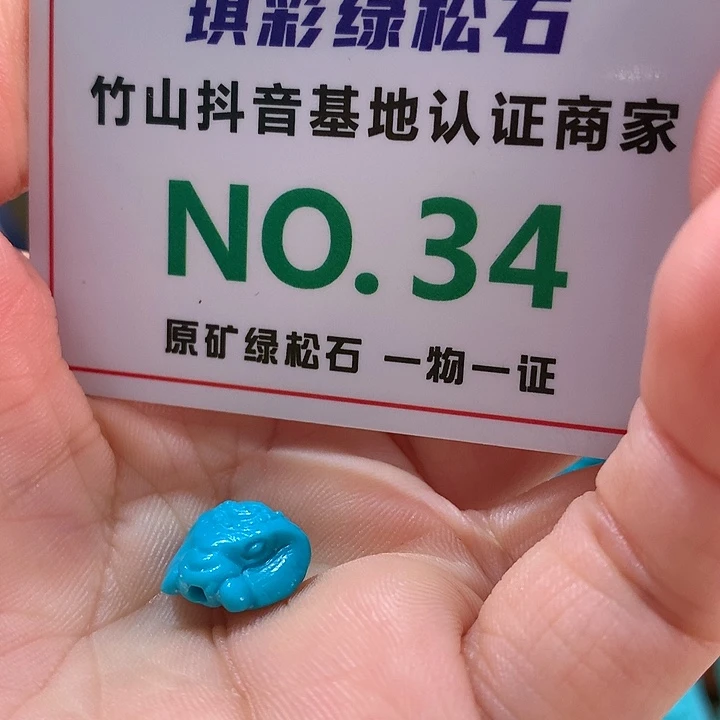 琪彩绿松石
竹山抖音基地认证商家
NO.34
原矿绿松石 一物一证